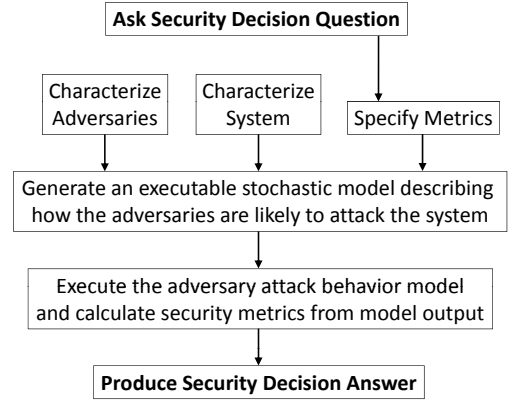 Ask Security Decision Question
Characterize
Adversaries
Characterize
System
Specify Metrics
Generate an executable stochastic model describing
how the adversaries are likely to attack the system
Execute the adversary attack behavior model
and calculate security metrics from model output
Produce Security Decision Answer